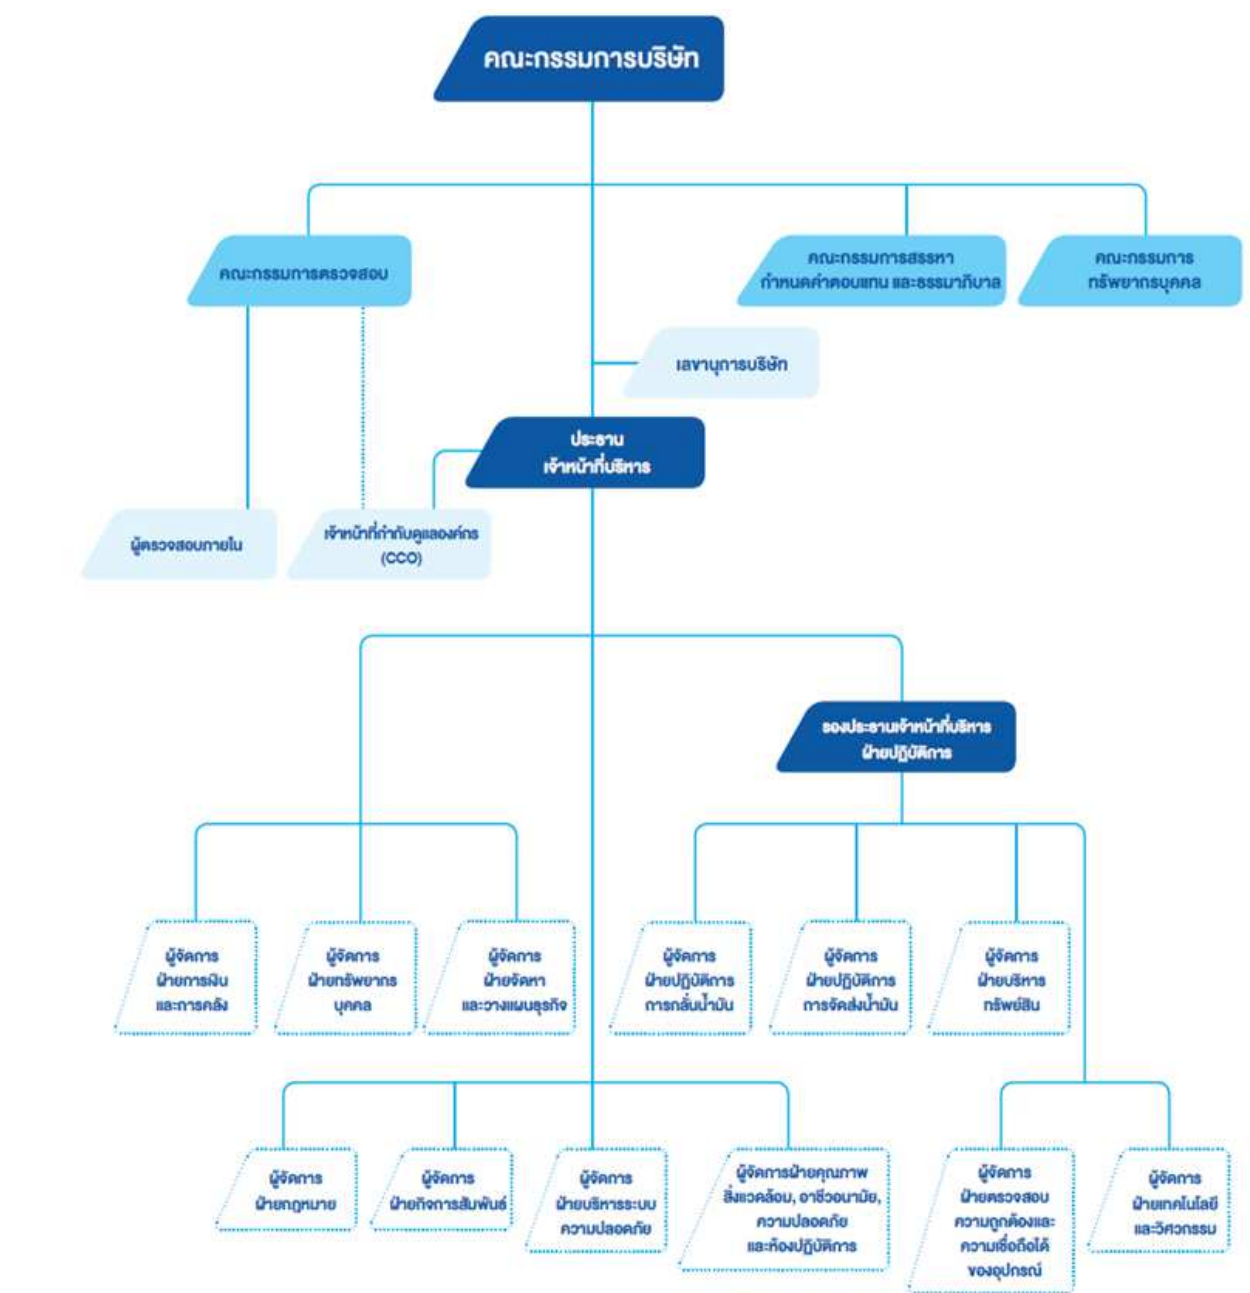 คณะกรรมการบริษัท
คณะกรรมการตรวจสอบ
คณะกรรมการสรรหา
กำหนดค่าตอบแทน และธรรมาภิบาล
คณะกรรมการ
ทรัพยากรบุคคล
เลขานุการบริษัท
ประธาน
เจ้าหน้าที่บริหาร
ผู้ตรวจสอบภายใน
เจ้าหน้าที่กำกับดูแลองค์กร
(CCO)
รองประธานเจ้าหน้าที่บริหาร
ฝ่ายปฏิบัติการ
ผู้จัดการ
ฝ่ายการเงิน
และการคลัง
ผู้จัดการ
ฝ่ายทรัพยากร
บุคคล
ผู้จัดการ
ฝ่ายจัดหา
และวางแผนธุรกิจ
ผู้จัดการ
ฝ่ายปฏิบัติการ
การกลั่นน้ำมัน
ผู้จัดการ
ฝ่ายปฏิบัติการ
การจัดส่งน้ำมัน
ผู้จัดการ
ฝ่ายบริหาร
ทรัพย์สิน
ผู้จัดการ
ฝ่ายกฎหมาย
ผู้จัดการ
ฝ่ายกิจการสัมพันธ์
ผู้จัดการ
ฝ่ายบริหารระบบ
ความปลอดภัย
ผู้จัดการฝ่ายคุณภาพ
สิ่งแวดล้อม, อาชีวอนามัย,
ความปลอดภัย
และห้องปฏิบัติการ
ผู้จัดการ
ฝ่ายตรวจสอบ
ความถูกต้องและ
ความเชื่อถือได้
ของอุปกรณ์
ผู้จัดการ
ฝ่ายเทคโนโลยี
และวิศวกรรม